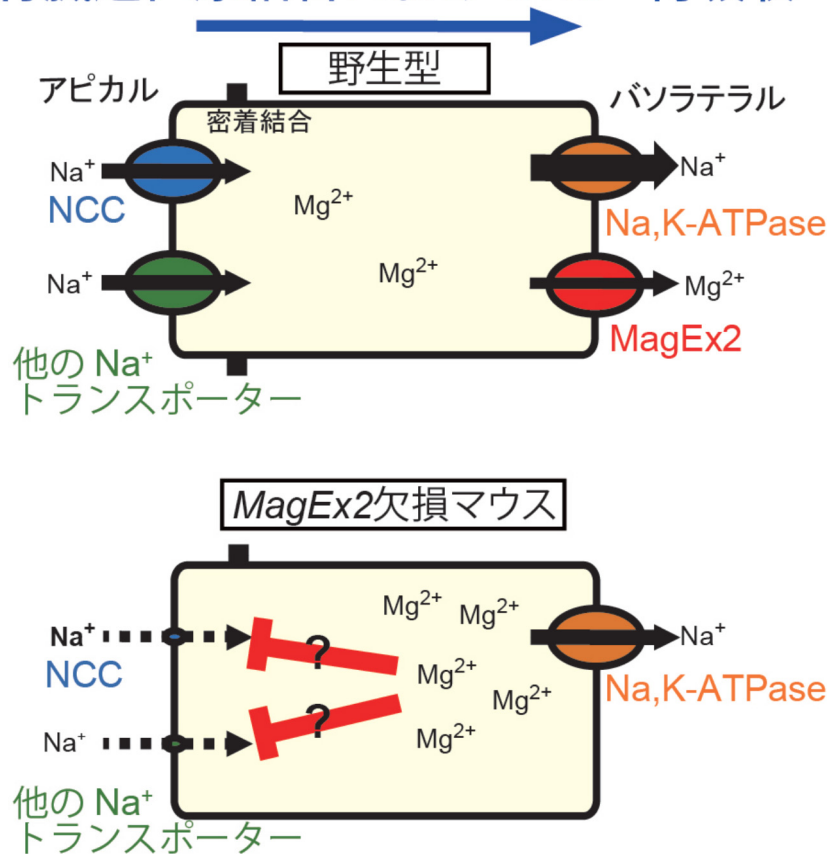 野生型
アピカル
バソラテラル
密着結合
Na⁺
NCC
Mg²⁺
Na⁺
Na,K-ATPase
Na⁺
Mg²⁺
Mg²⁺
MagEx2
他の Na⁺
トランスポーター
MagEx2欠損マウス
Na⁺
NCC
Mg²⁺
Mg²⁺
?
Mg²⁺
Na⁺
Na,K-ATPase
Mg²⁺
Na⁺
?
Mg²⁺
他の Na⁺
トランスポーター